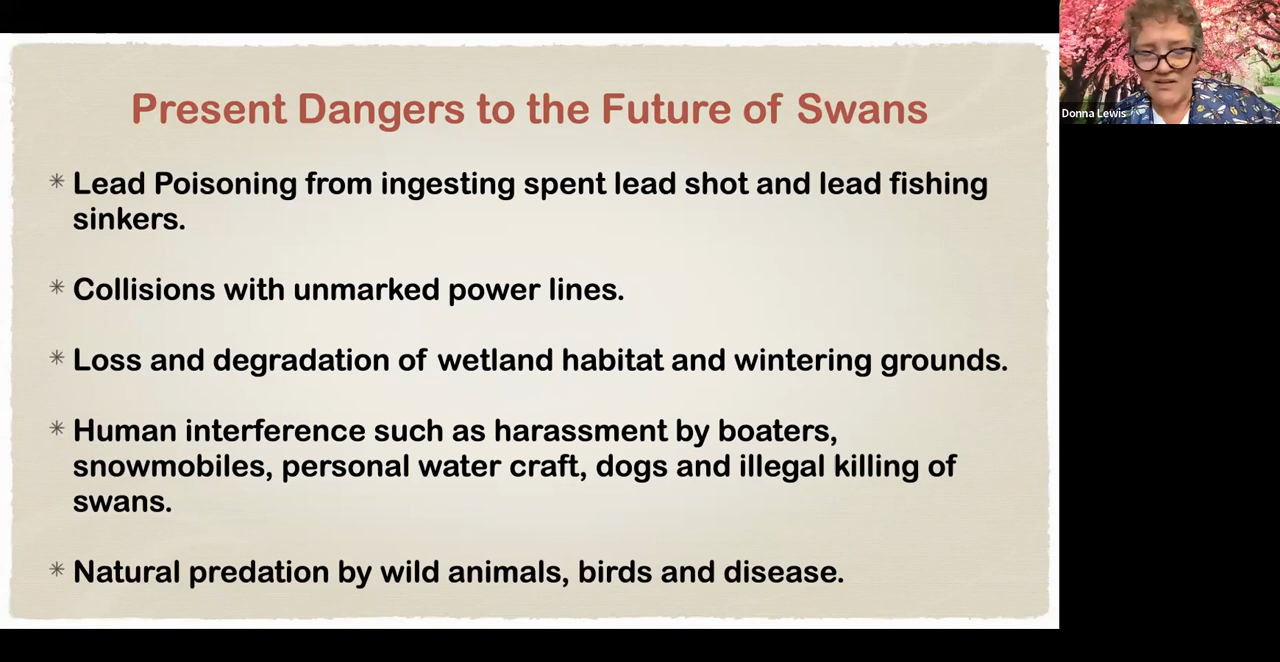 Present Dangers to the Future of Swans
Lead Poisoning from ingesting spent lead shot and lead fishing
sinkers.
Collisions with unmarked power lines.
Loss and degradation of wetland habitat and wintering grounds.
Human interference such as harassment by boaters,
snowmobiles, personal water craft, dogs and illegal killing of
swans.
Natural predation by wild animals, birds and disease.
Donna Lewis